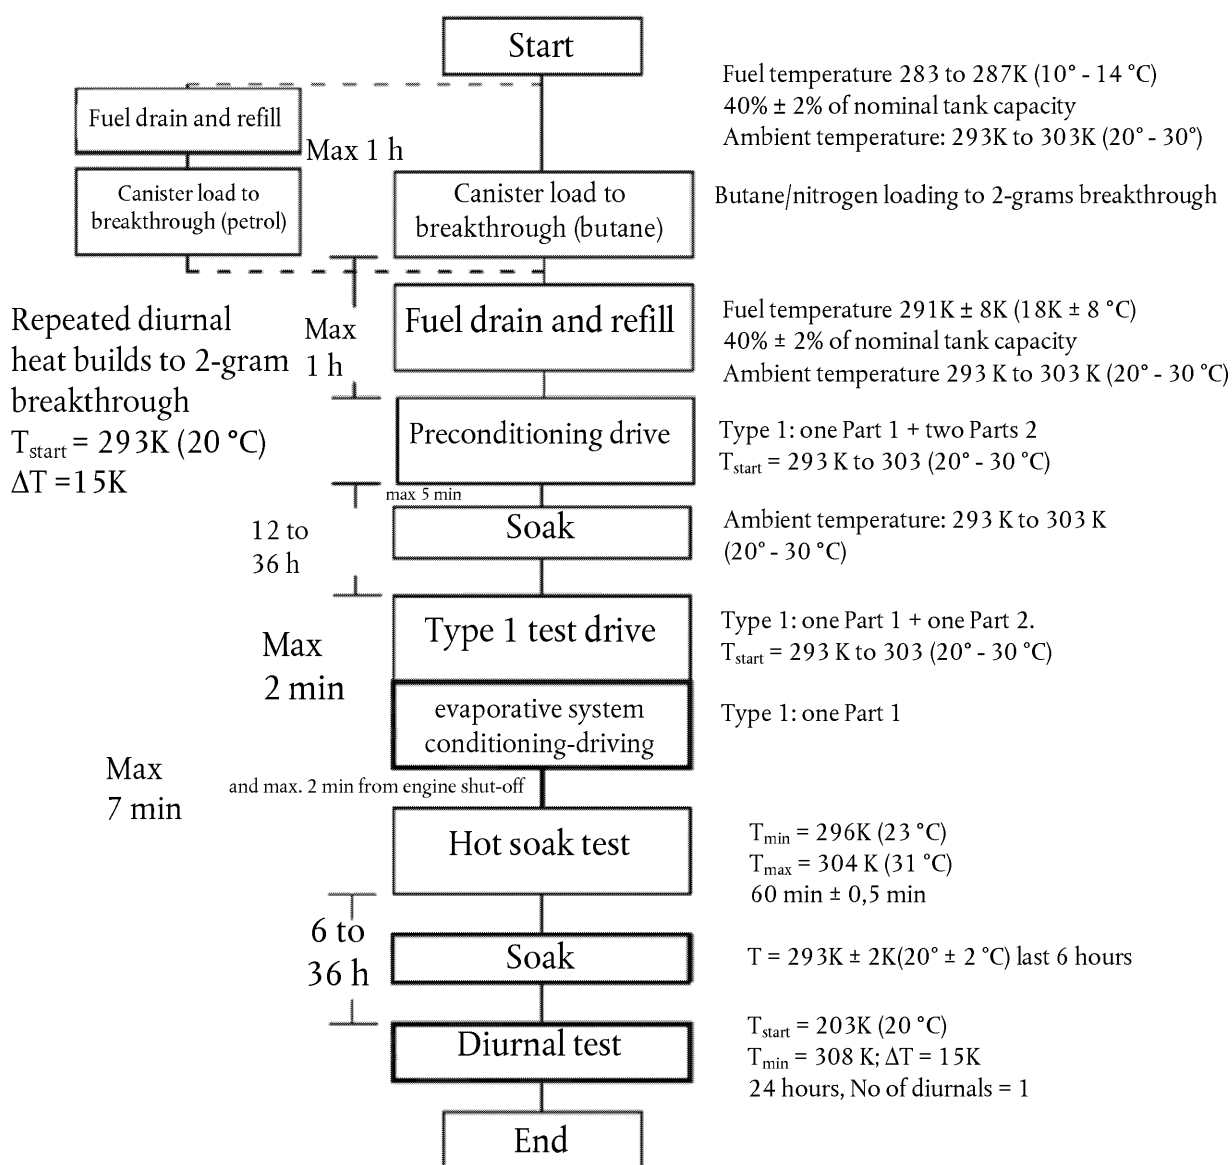 Start
Fuel temperature 283 to 287K (10° - 14 °C)
40% ± 2% of nominal tank capacity
Ambient temperature: 293K to 303K (20° - 30°)
Fuel drain and refill
Max 1 h
Canister load to
breakthrough (petrol)
Canister load to
breakthrough (butane)
Butane/nitrogen loading to 2-grams breakthrough
Repeated diurnal
heat builds to 2-gram
breakthrough
Tstart = 293K (20 °C)
ΔT =15K
Max
1 h
Fuel drain and refill
Fuel temperature 291K ± 8K (18K ± 8 °C)
40% ± 2% of nominal tank capacity
Ambient temperature 293 K to 303 K (20° - 30 °C)
Preconditioning drive
Type 1: one Part 1 + two Parts 2
Tstart = 293 K to 303 (20° - 30 °C)
max 5 min
12 to
36 h
Soak
Ambient temperature: 293 K to 303 K
(20° - 30 °C)
Max
2 min
Type 1 test drive
Type 1: one Part 1 + one Part 2.
Tstart = 293 K to 303 (20° - 30 °C)
evaporative system
conditioning-driving
Type 1: one Part 1
Max
7 min
and max. 2 min from engine shut-off
Hot soak test
Tmin = 296K (23 °C)
Tmax = 304 K (31 °C)
60 min ± 0,5 min
6 to
36 h
Soak
T = 293K ± 2K(20° ± 2 °C) last 6 hours
Diurnal test
Tstart = 203K (20 °C)
Tmin = 308 K; ΔT = 15K
24 hours, No of diurnals = 1
End